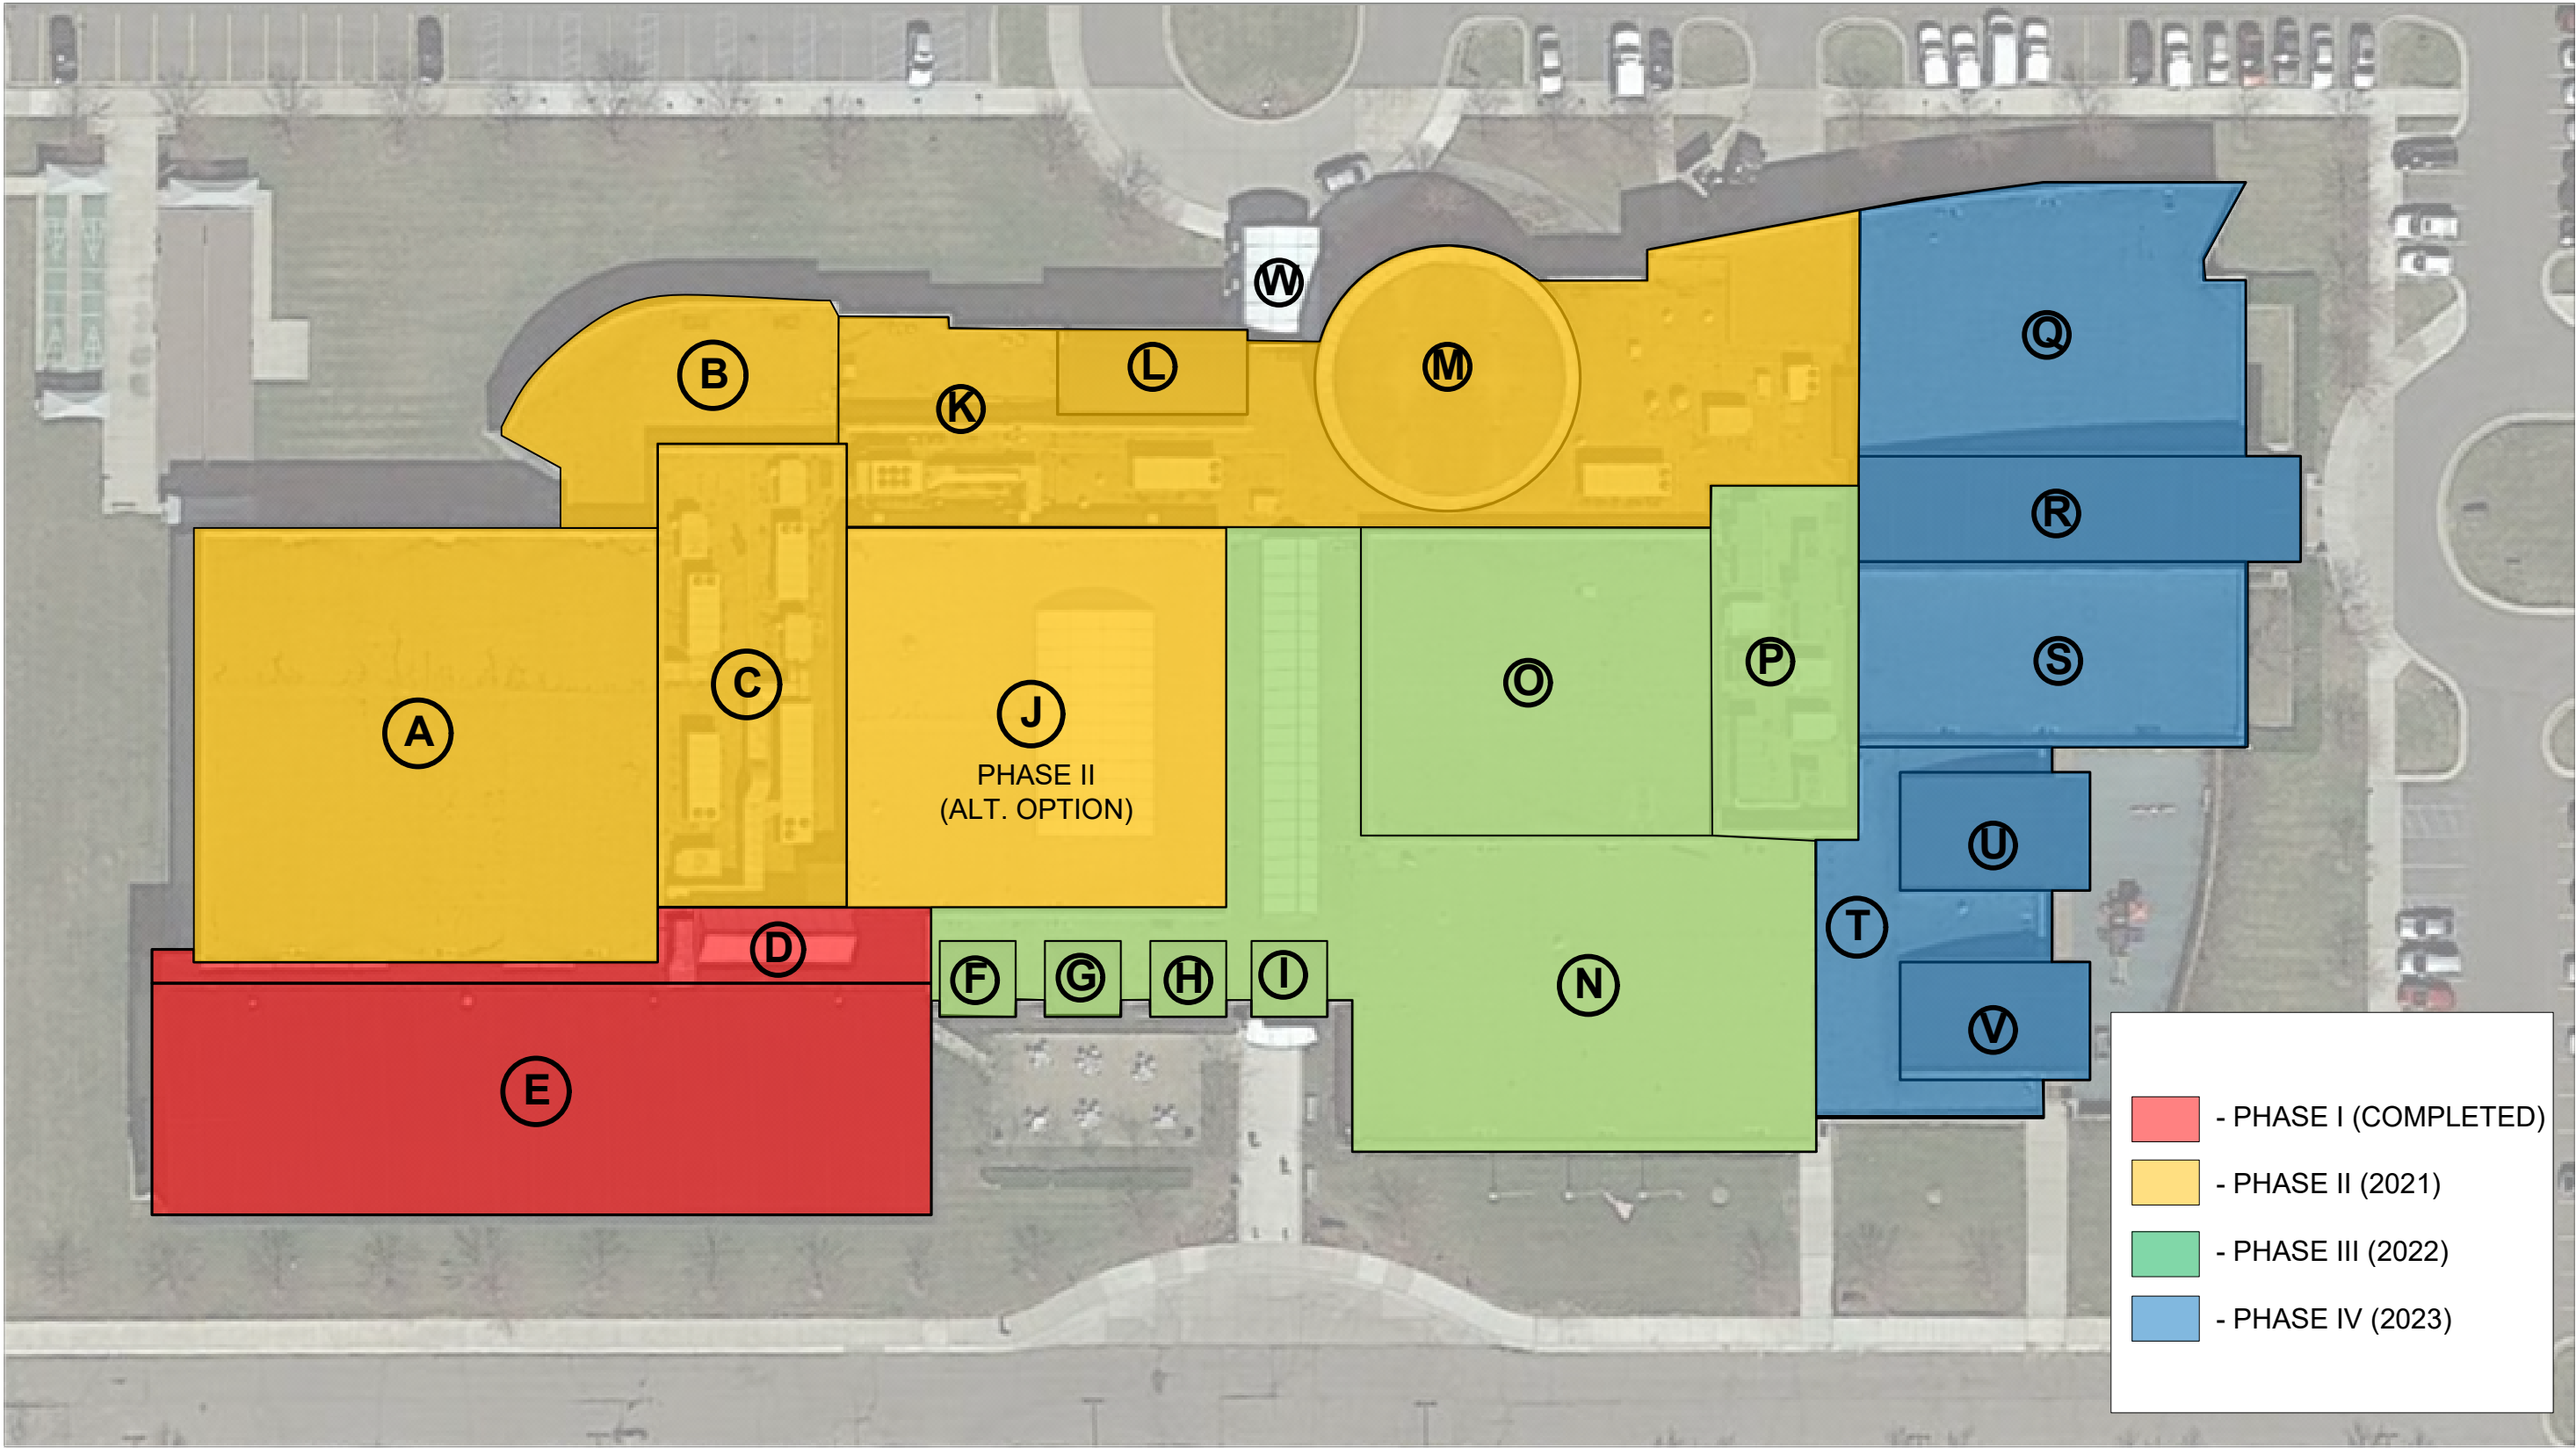 W
Q
B
L
M
K
R
A
C
J
PHASE II
(ALT. OPTION)
O
P
S
U
D
F
G
H
I
N
T
V
E
- PHASE I (COMPLETED)
- PHASE II (2021)
- PHASE III (2022)
- PHASE IV (2023)